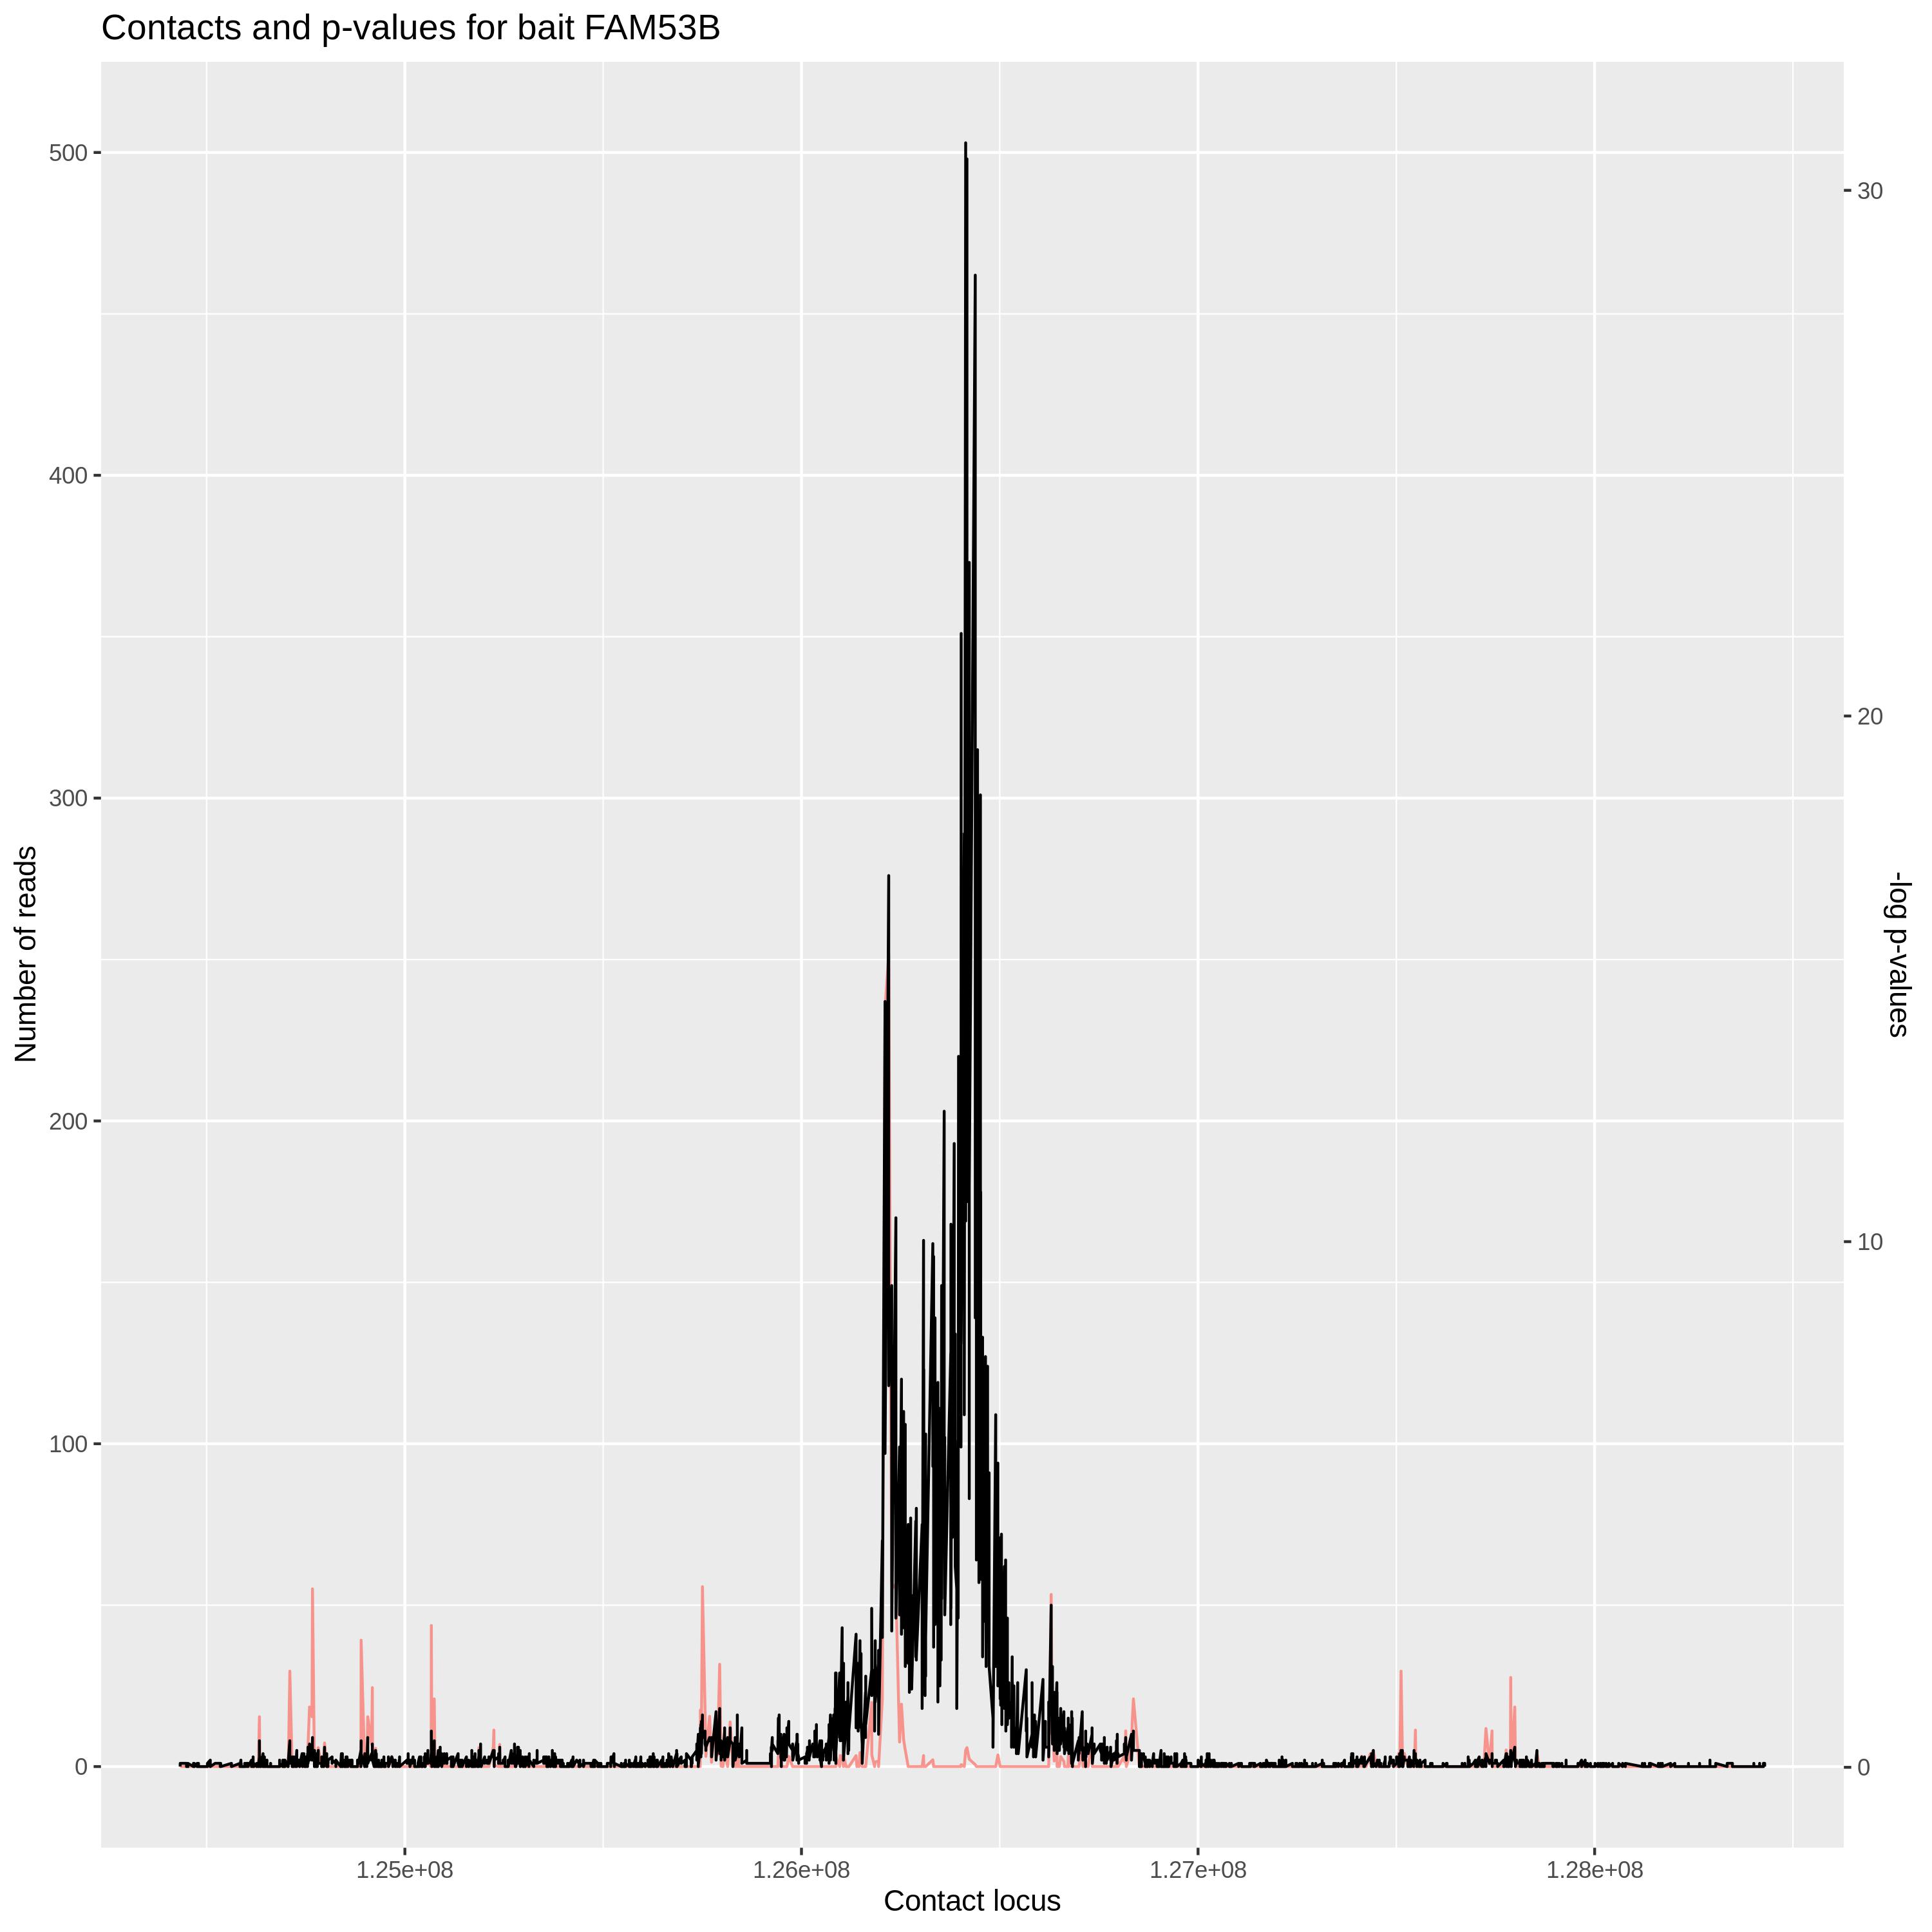 Contacts and p-values for bait FAM53B
500
400
300
200
100
0
Number of reads
30
20
10
0
-log p-values
1.25e+08
1.26e+08
1.27e+08
1.28e+08
Contact locus